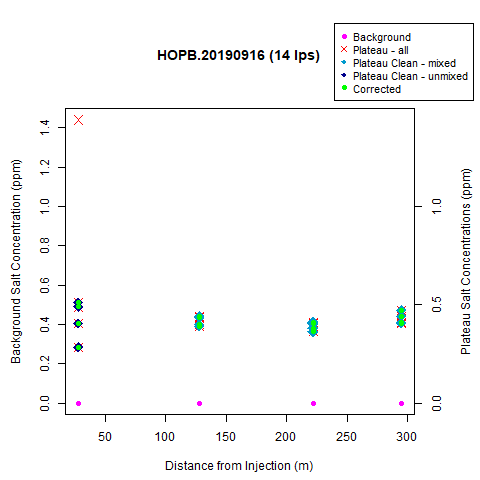 HOPB.20190916 (14 lps)
Background
Plateau - all
Plateau Clean - mixed
Plateau Clean - unmixed
Corrected
Background Salt Concentration (ppm)
0.0
0.2
0.4
0.6
0.8
1.0
1.2
1.4
Plateau Salt Concentrations (ppm)
0.0
0.5
1.0
50
100
150
200
250
300
Distance from Injection (m)